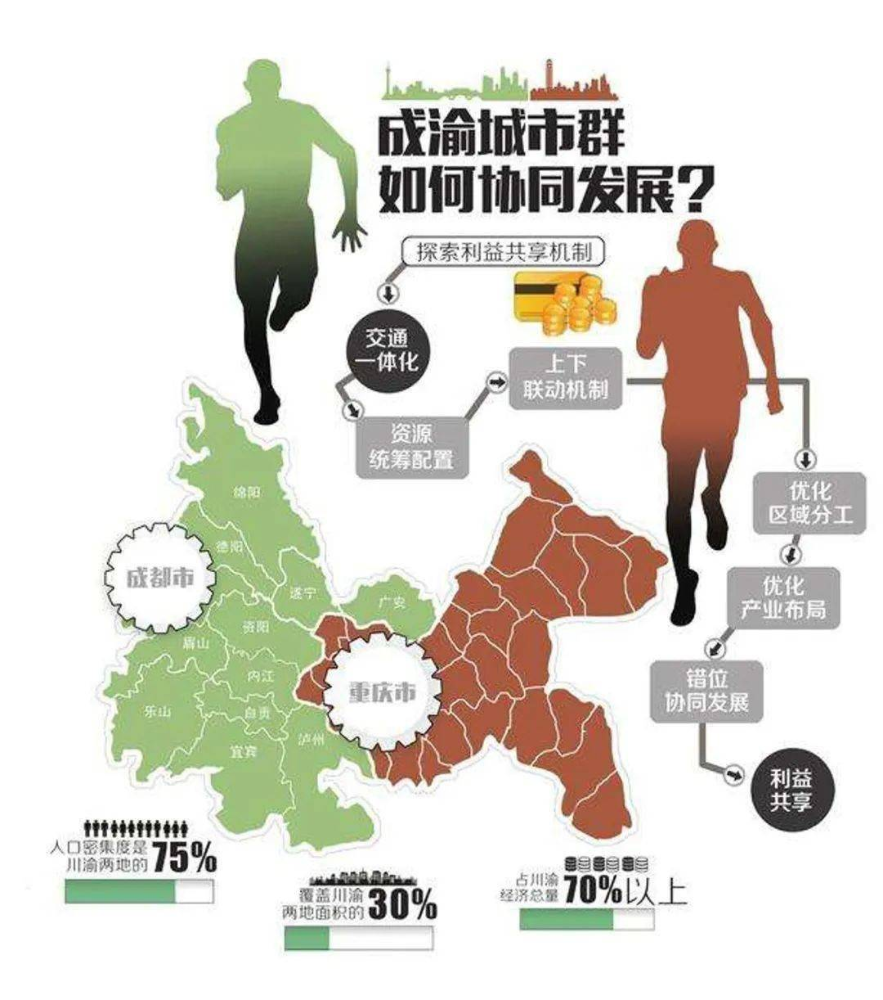 成渝城市群
如何协同发展?
探索利益共享机制
交通
一体化
资源
统筹配置
上下
联动机制
优化
区域分工
优化
产业布局
错位
协同发展
利益
共享
绵阳
德阳
成都市
遂宁
广安
资阳
眉山
内江
重庆市
乐山
自贡
泸州
宜宾
人口密集度是
川渝两地的75%
覆盖川渝
两地面积的30%
占川渝
经济总量70%以上